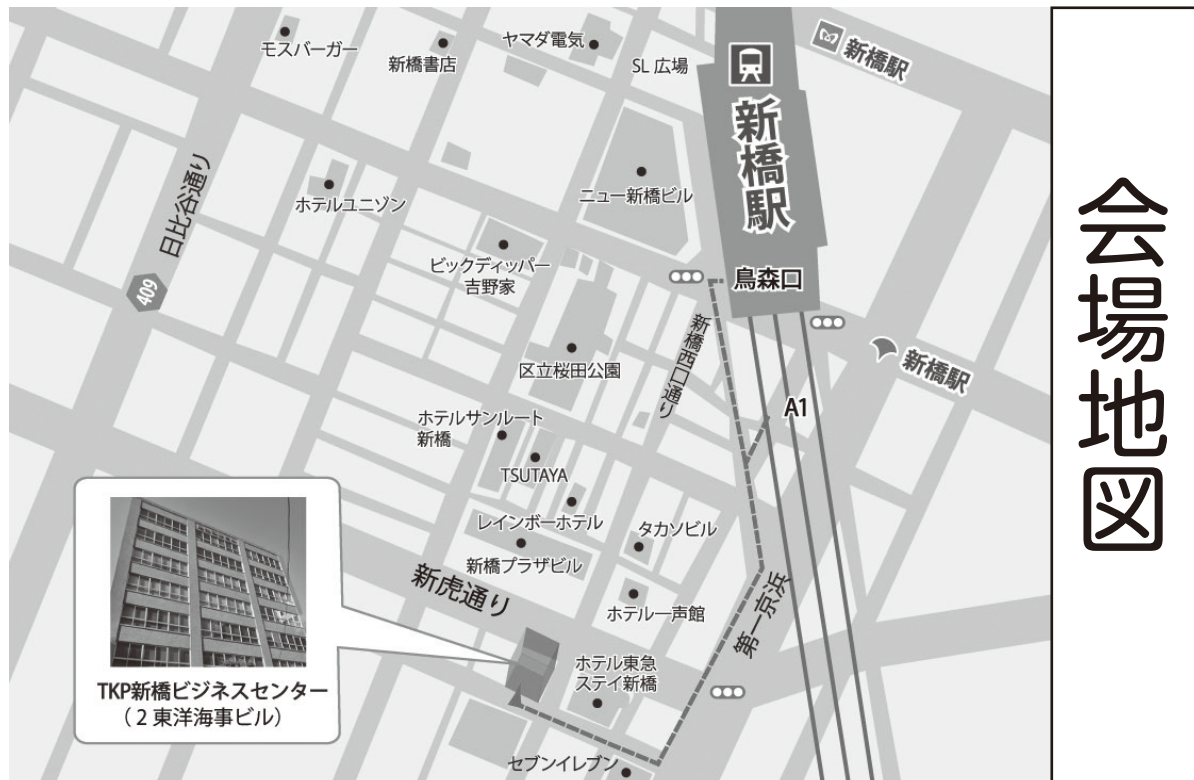 会場地図
モスバーガー
新橋書店
ヤマダ電気
SL 広場
新橋駅
新橋駅
日比谷通り
409
ホテルユニゾン
ニュー新橋ビル
ビックディッパー
吉野家
烏森口
新橋駅
新橋西口通り
区立桜田公園
A1
ホテルサンルート
新橋
TSUTAYA
レインボーホテル
新橋プラザビル
タカソビル
新虎通り
ホテル一声館
第一京浜
ホテル東急
ステイ新橋
セブンイレブン
TKP新橋ビジネスセンター
(2 東洋海事ビル)